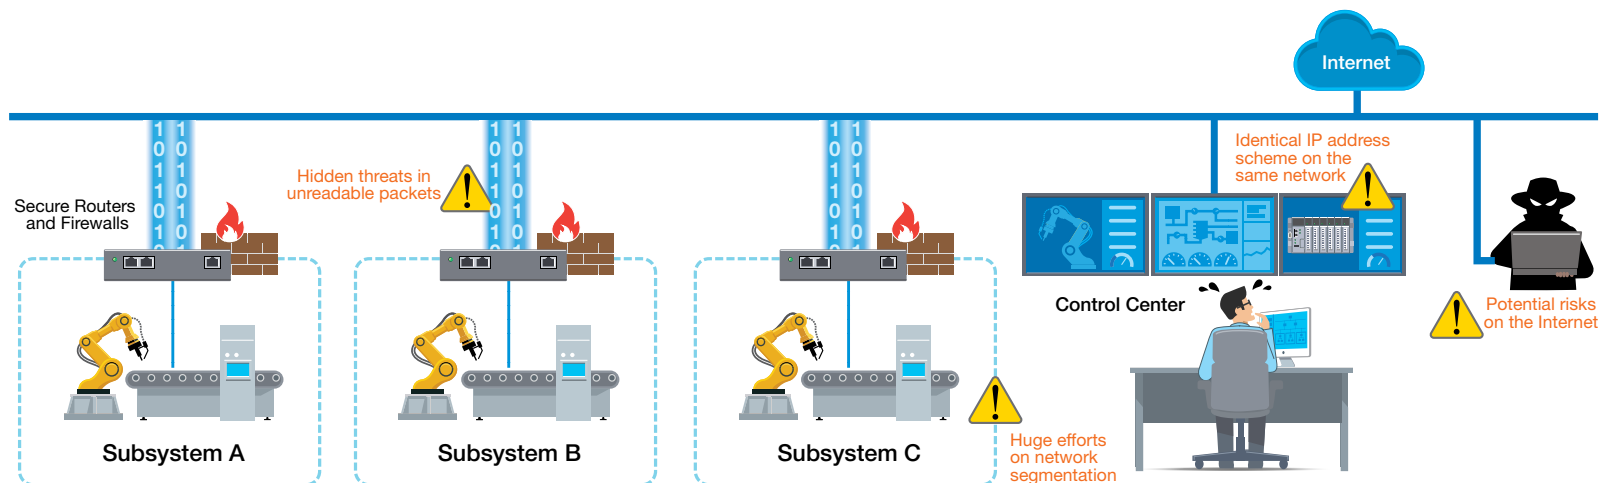 Internet
Identical IP address
scheme on the
same network
Hidden threats in
unreadable packets
Secure Routers
and Firewalls
Control Center
Potential risks
on the Internet
Subsystem A
Subsystem B
Subsystem C
Huge efforts
on network
segmentation